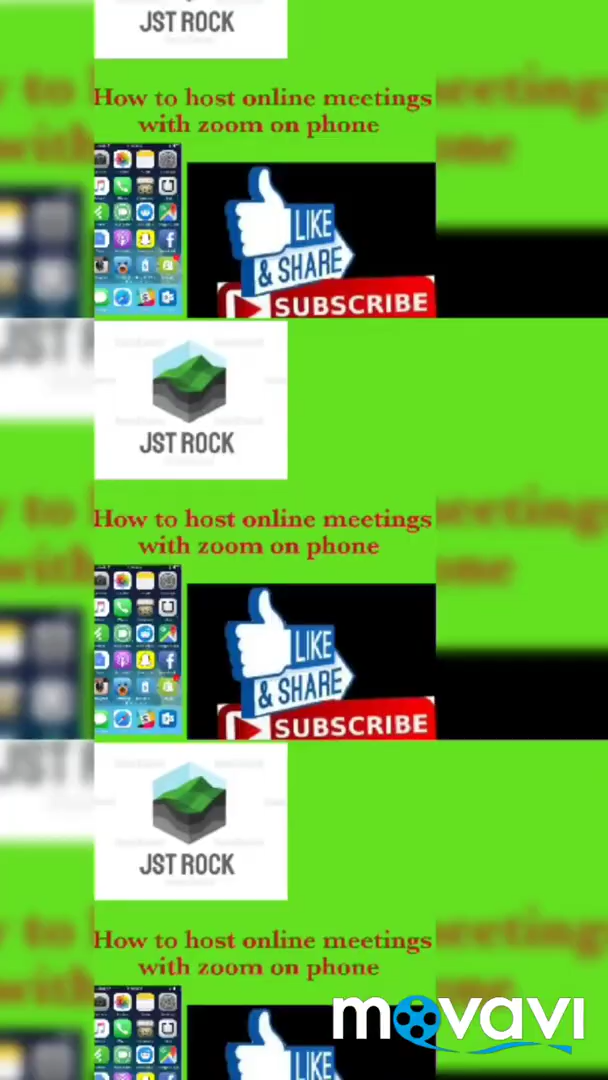 JST ROCK
How to host online meetings
with zoom on phone
LIKE
& SHARE
SUBSCRIBE
JST ROCK
How to host online meetings
with zoom on phone
LIKE
& SHARE
SUBSCRIBE
JST ROCK
How to host online meetings
with zoom on phone
movavi
LIKE